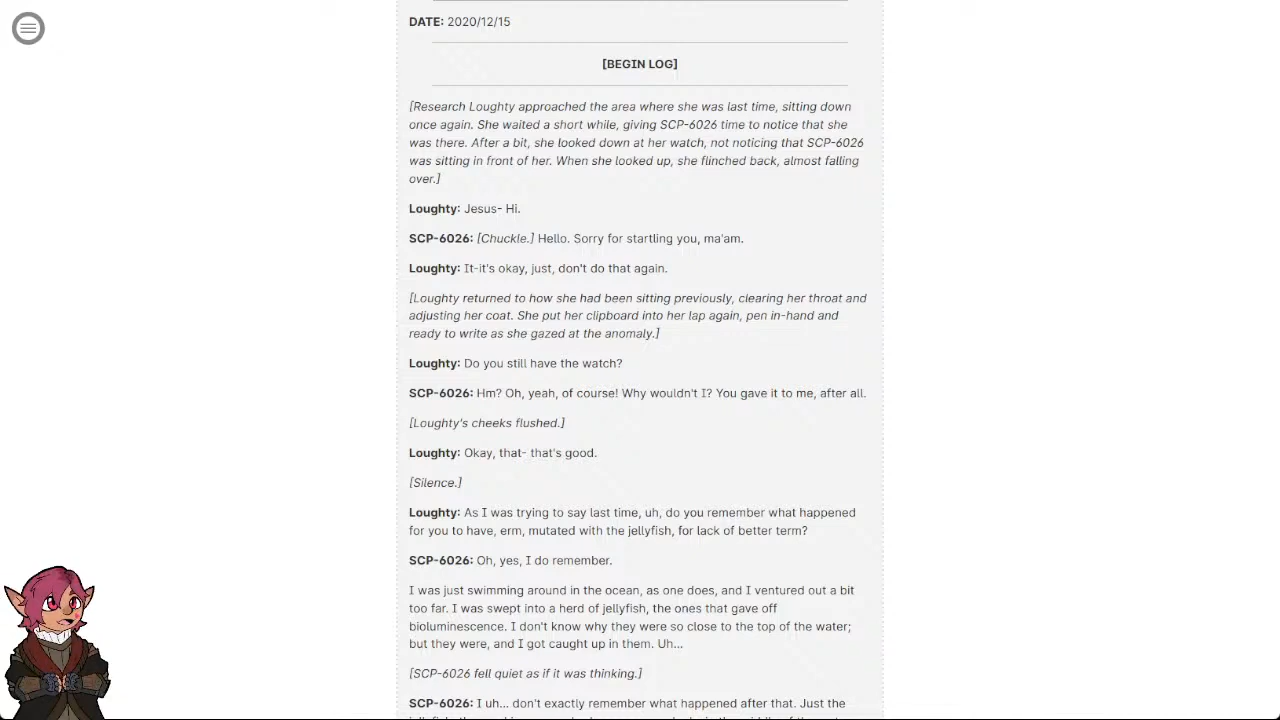 DATE: 2020/12/15
[BEGIN LOG]
[Research Loughty approached the area where she was last time, sitting down
once again. She waited a short while, giving SCP-6026 time to notice that she
was there. After a bit, she looked down at her watch, not noticing that SCP-6026
was sitting in front of her. When she looked up, she flinched back, almost falling
over.]
Loughty: Jesus- Hi.
SCP-6026: [Chuckle.] Hello. Sorry for startling you, ma'am.
Loughty: It-it's okay, just, don't do that again.
[Loughty returned to how she had been sitting previously, clearing her throat and
adjusting her coat. She put her clipboard into her lap again, pen in-hand and
ready to write as she gazed at the anomaly.]
Loughty: Do you still have the watch?
SCP-6026: Hm? Oh, yeah, of course! Why wouldn't I? You gave it to me, after all.
[Loughty flushed.]
Loughty: Okay, that- that's good.
[Silence.]
Loughty: As I was trying to say last time, uh, do you remember what happened
for you to be, erm, mutated with the jellyfish, for lack of better term?
SCP-6026: Oh, yes, I do remember.
I was just swimming around in the ocean, as one does, and I ventured out a bit
too far. I was swept into a herd of jellyfish, the ones that gave off
bioluminescence. I don't know why they were so close to the top of the water;
but they were, and I got caught up in them. Uh...
[SCP-6026 fell quiet as if it was thinking.]
SCP-6026: I uh... don't exactly remember what happened after that. Just the